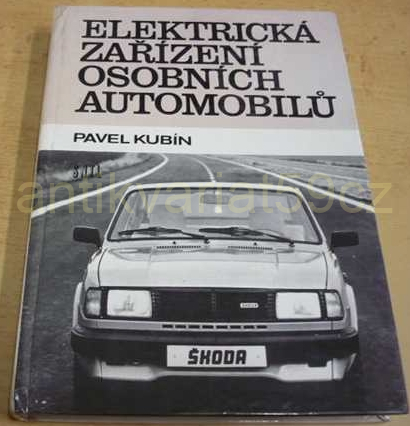 ELEKTRICKÁ
ZAŘÍZENÍ
OSOBNÍCH
AUTOMOBILŮ
PAVEL KUBÍN
SNTL
antikvariat59cz
ŠKODA